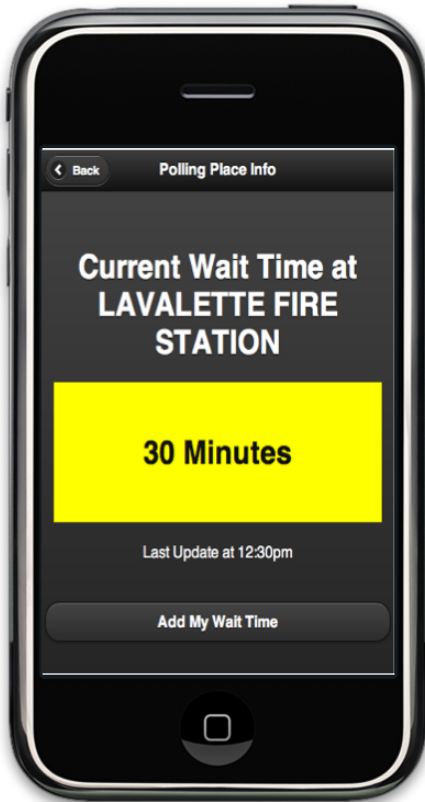 Back
Polling Place Info
Current Wait Time at
LAVALETTE FIRE
STATION
30 Minutes
Last Update at 12:30pm
Add My Wait Time